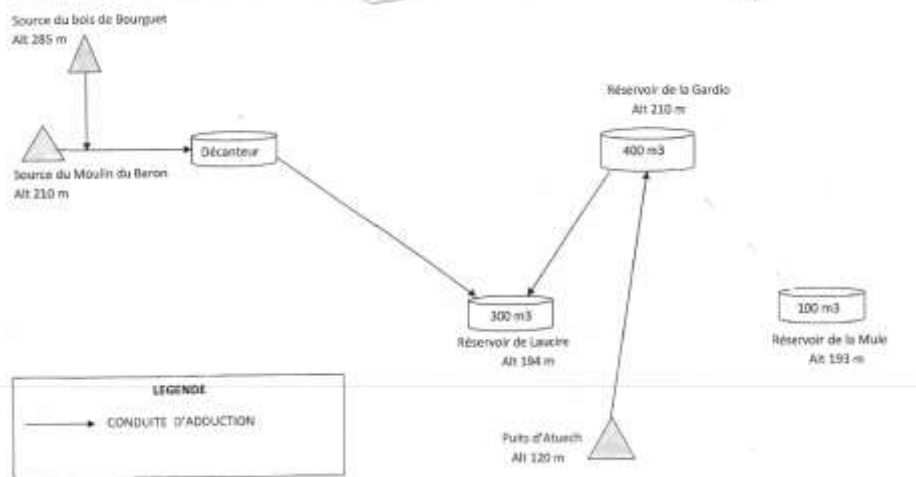 Source du bois de Bourguet
Alt 285 m
Réservoir de la Gardio
Alt 210 m
Décanteur
400 m3
Source du Moulin du Baron
Alt 210 m
300 m3
100 m3
Réservoir de Laucire
Alt 194 m
Réservoir de la Mule
Alt 193 m
LEGENDE
CONDUITE D'ADDUCTION
Puits d'Atuech
Alt 120 m